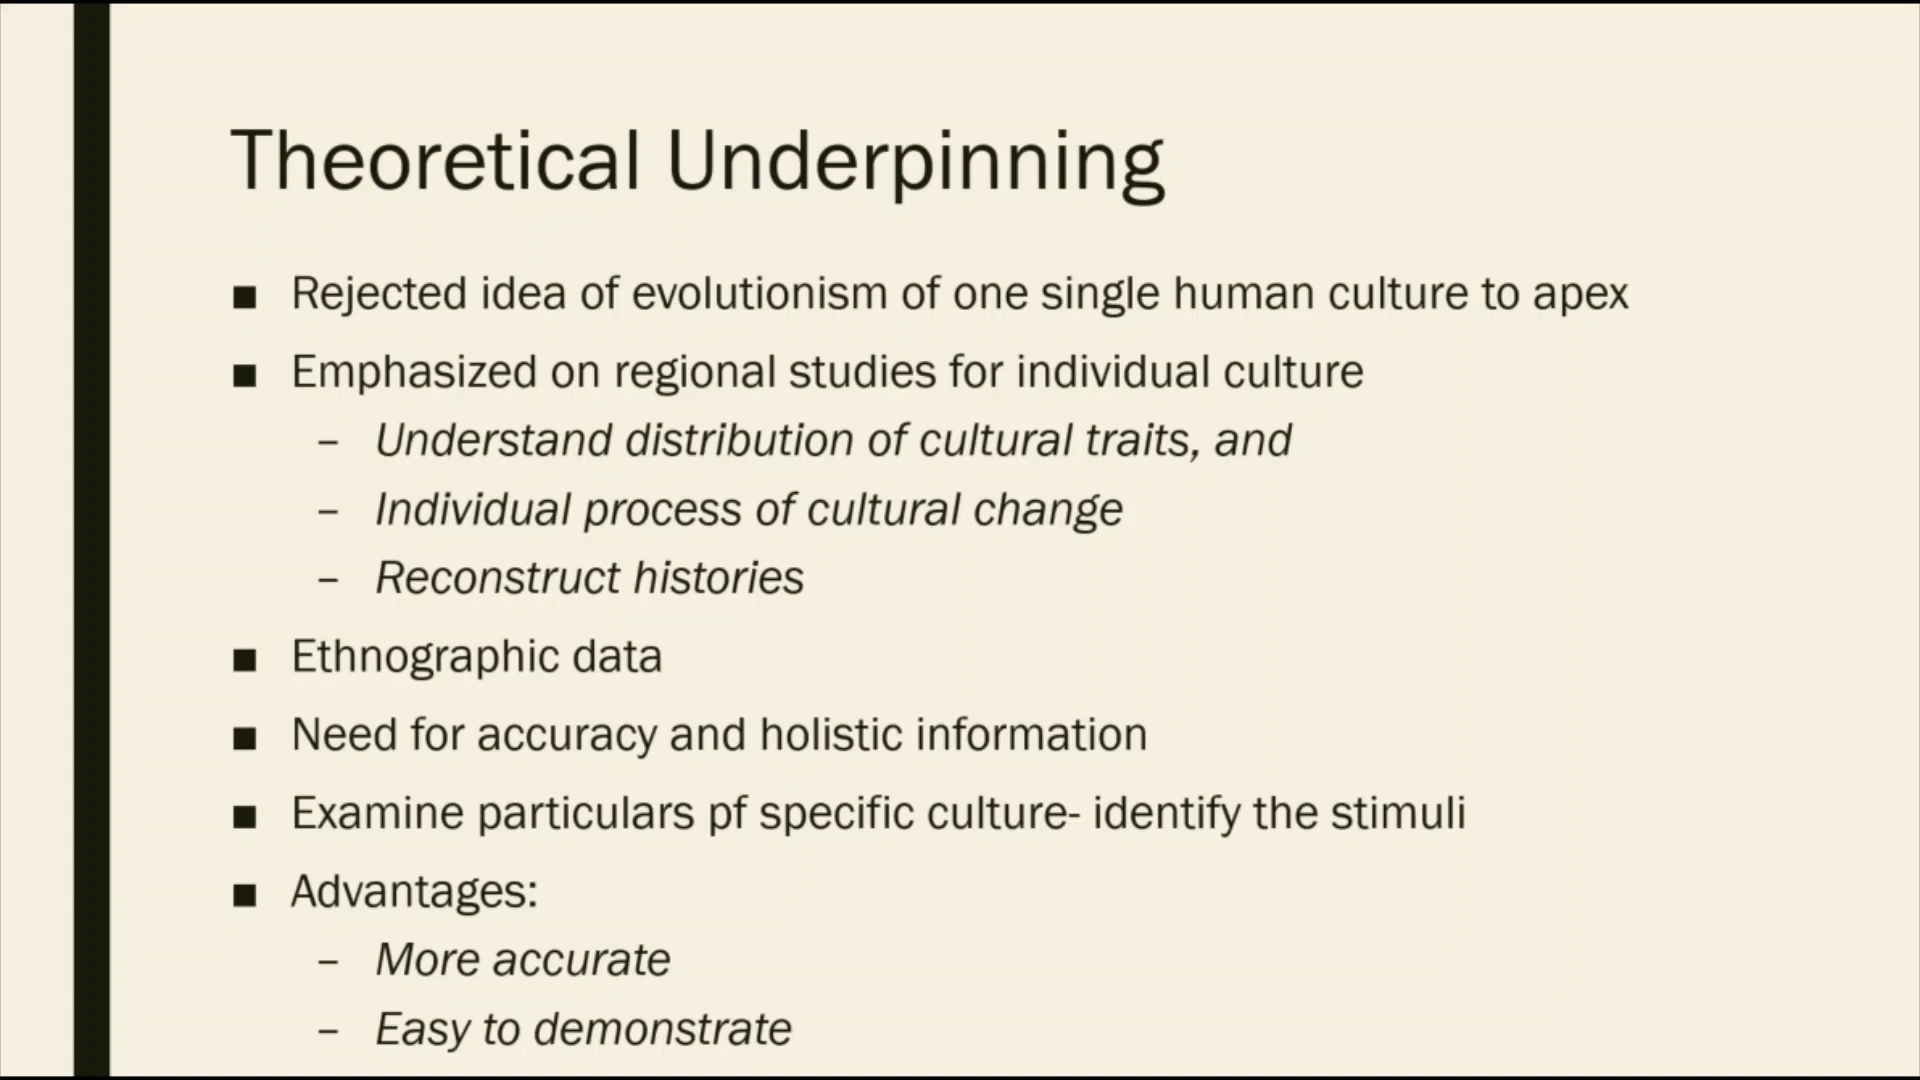 Theoretical Underpinning
■ Rejected idea of evolutionism of one single human culture to apex
■ Emphasized on regional studies for individual culture
– Understand distribution of cultural traits, and
– Individual process of cultural change
– Reconstruct histories
■ Ethnographic data
■ Need for accuracy and holistic information
■ Examine particulars pf specific culture- identify the stimuli
■ Advantages:
– More accurate
– Easy to demonstrate